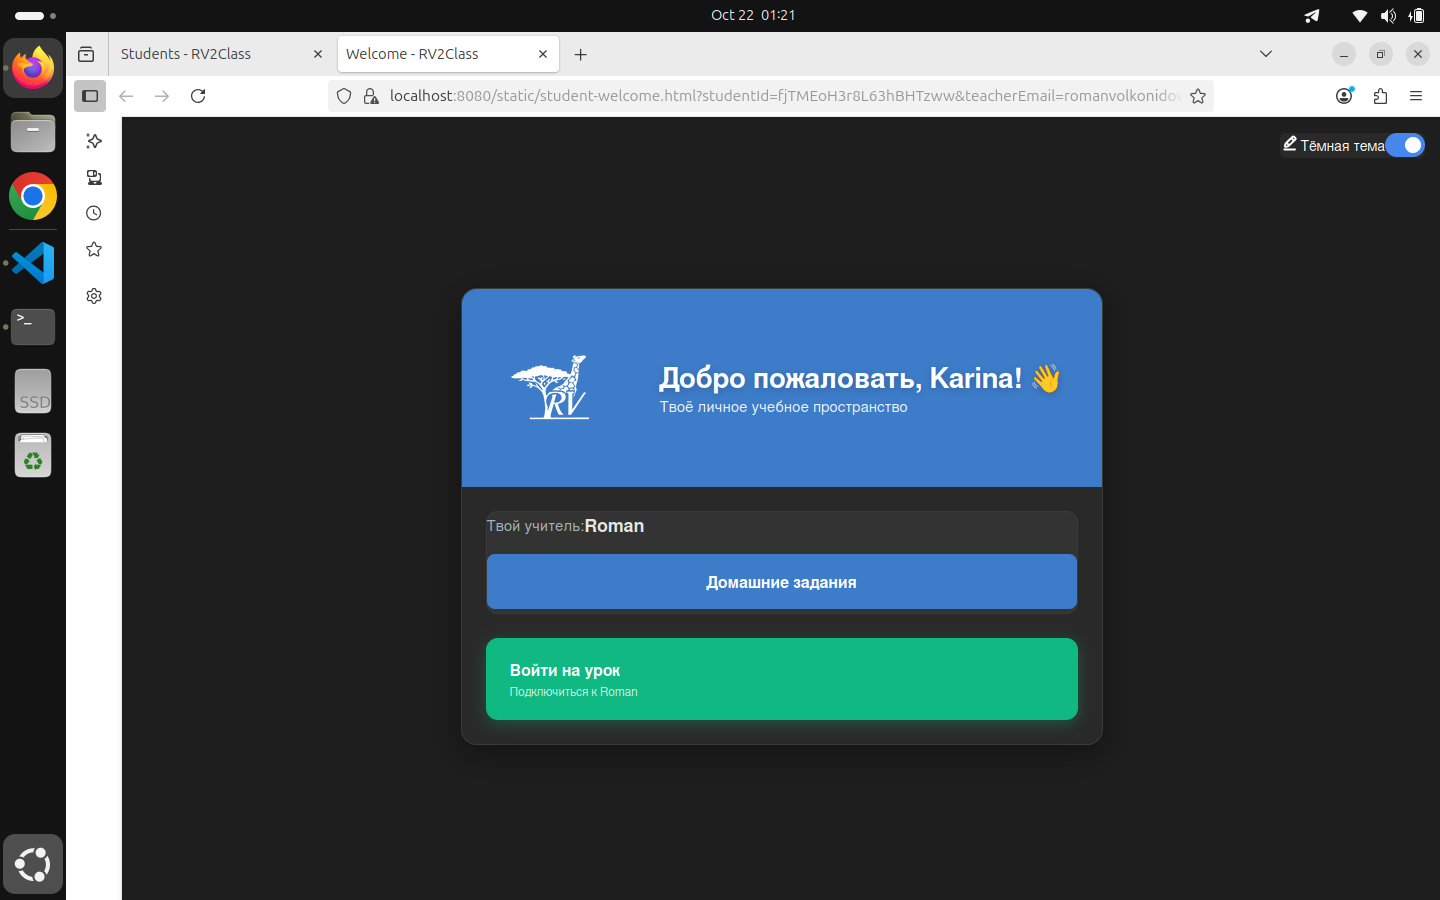 Oct 22 01:21
Students - RV2Class
Welcome - RV2Class
localhost:8080/static/student-welcome.html?studentId=fjTMEoH3r8L63hBHTzww&teacherEmail=romanvolkonidov
Тёмная тема
RV
Добро пожаловать, Karina! 👋
Твоё личное учебное пространство
Твой учитель:Roman
Домашние задания
Войти на урок
Подключиться к Roman
>_
SSD